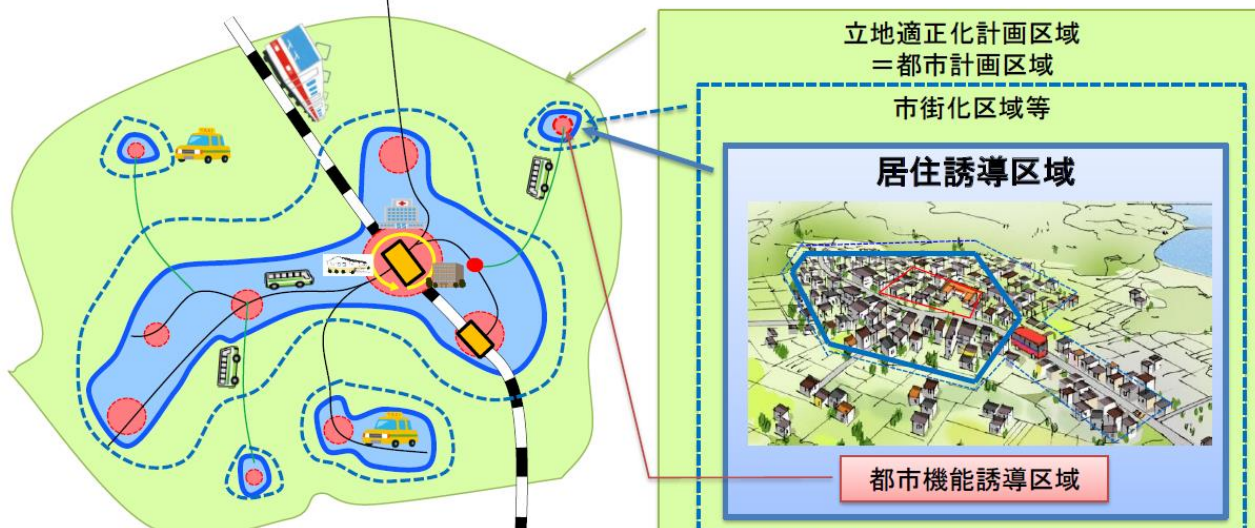 立地適正化計画区域
＝都市計画区域
市街化区域等
居住誘導区域
都市機能誘導区域